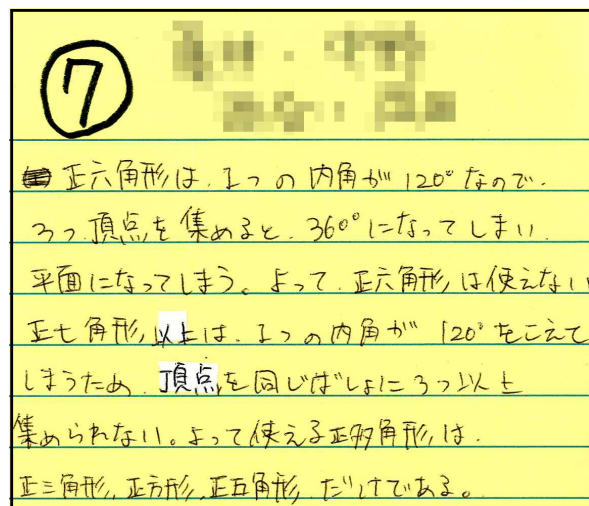 ⑦
正六角形は、1つの内角が120°なので、
3つ頂点を集めると、360°になってしまい
平面になってしまう。よって、正六角形は使えない
正七角形以上は、1つの内角が120°をこえて
しまうため、頂点を同じばしょに3つ以上
集められない。よって使える正多角形は、
正三角形、正方形、正五角形、だけである。